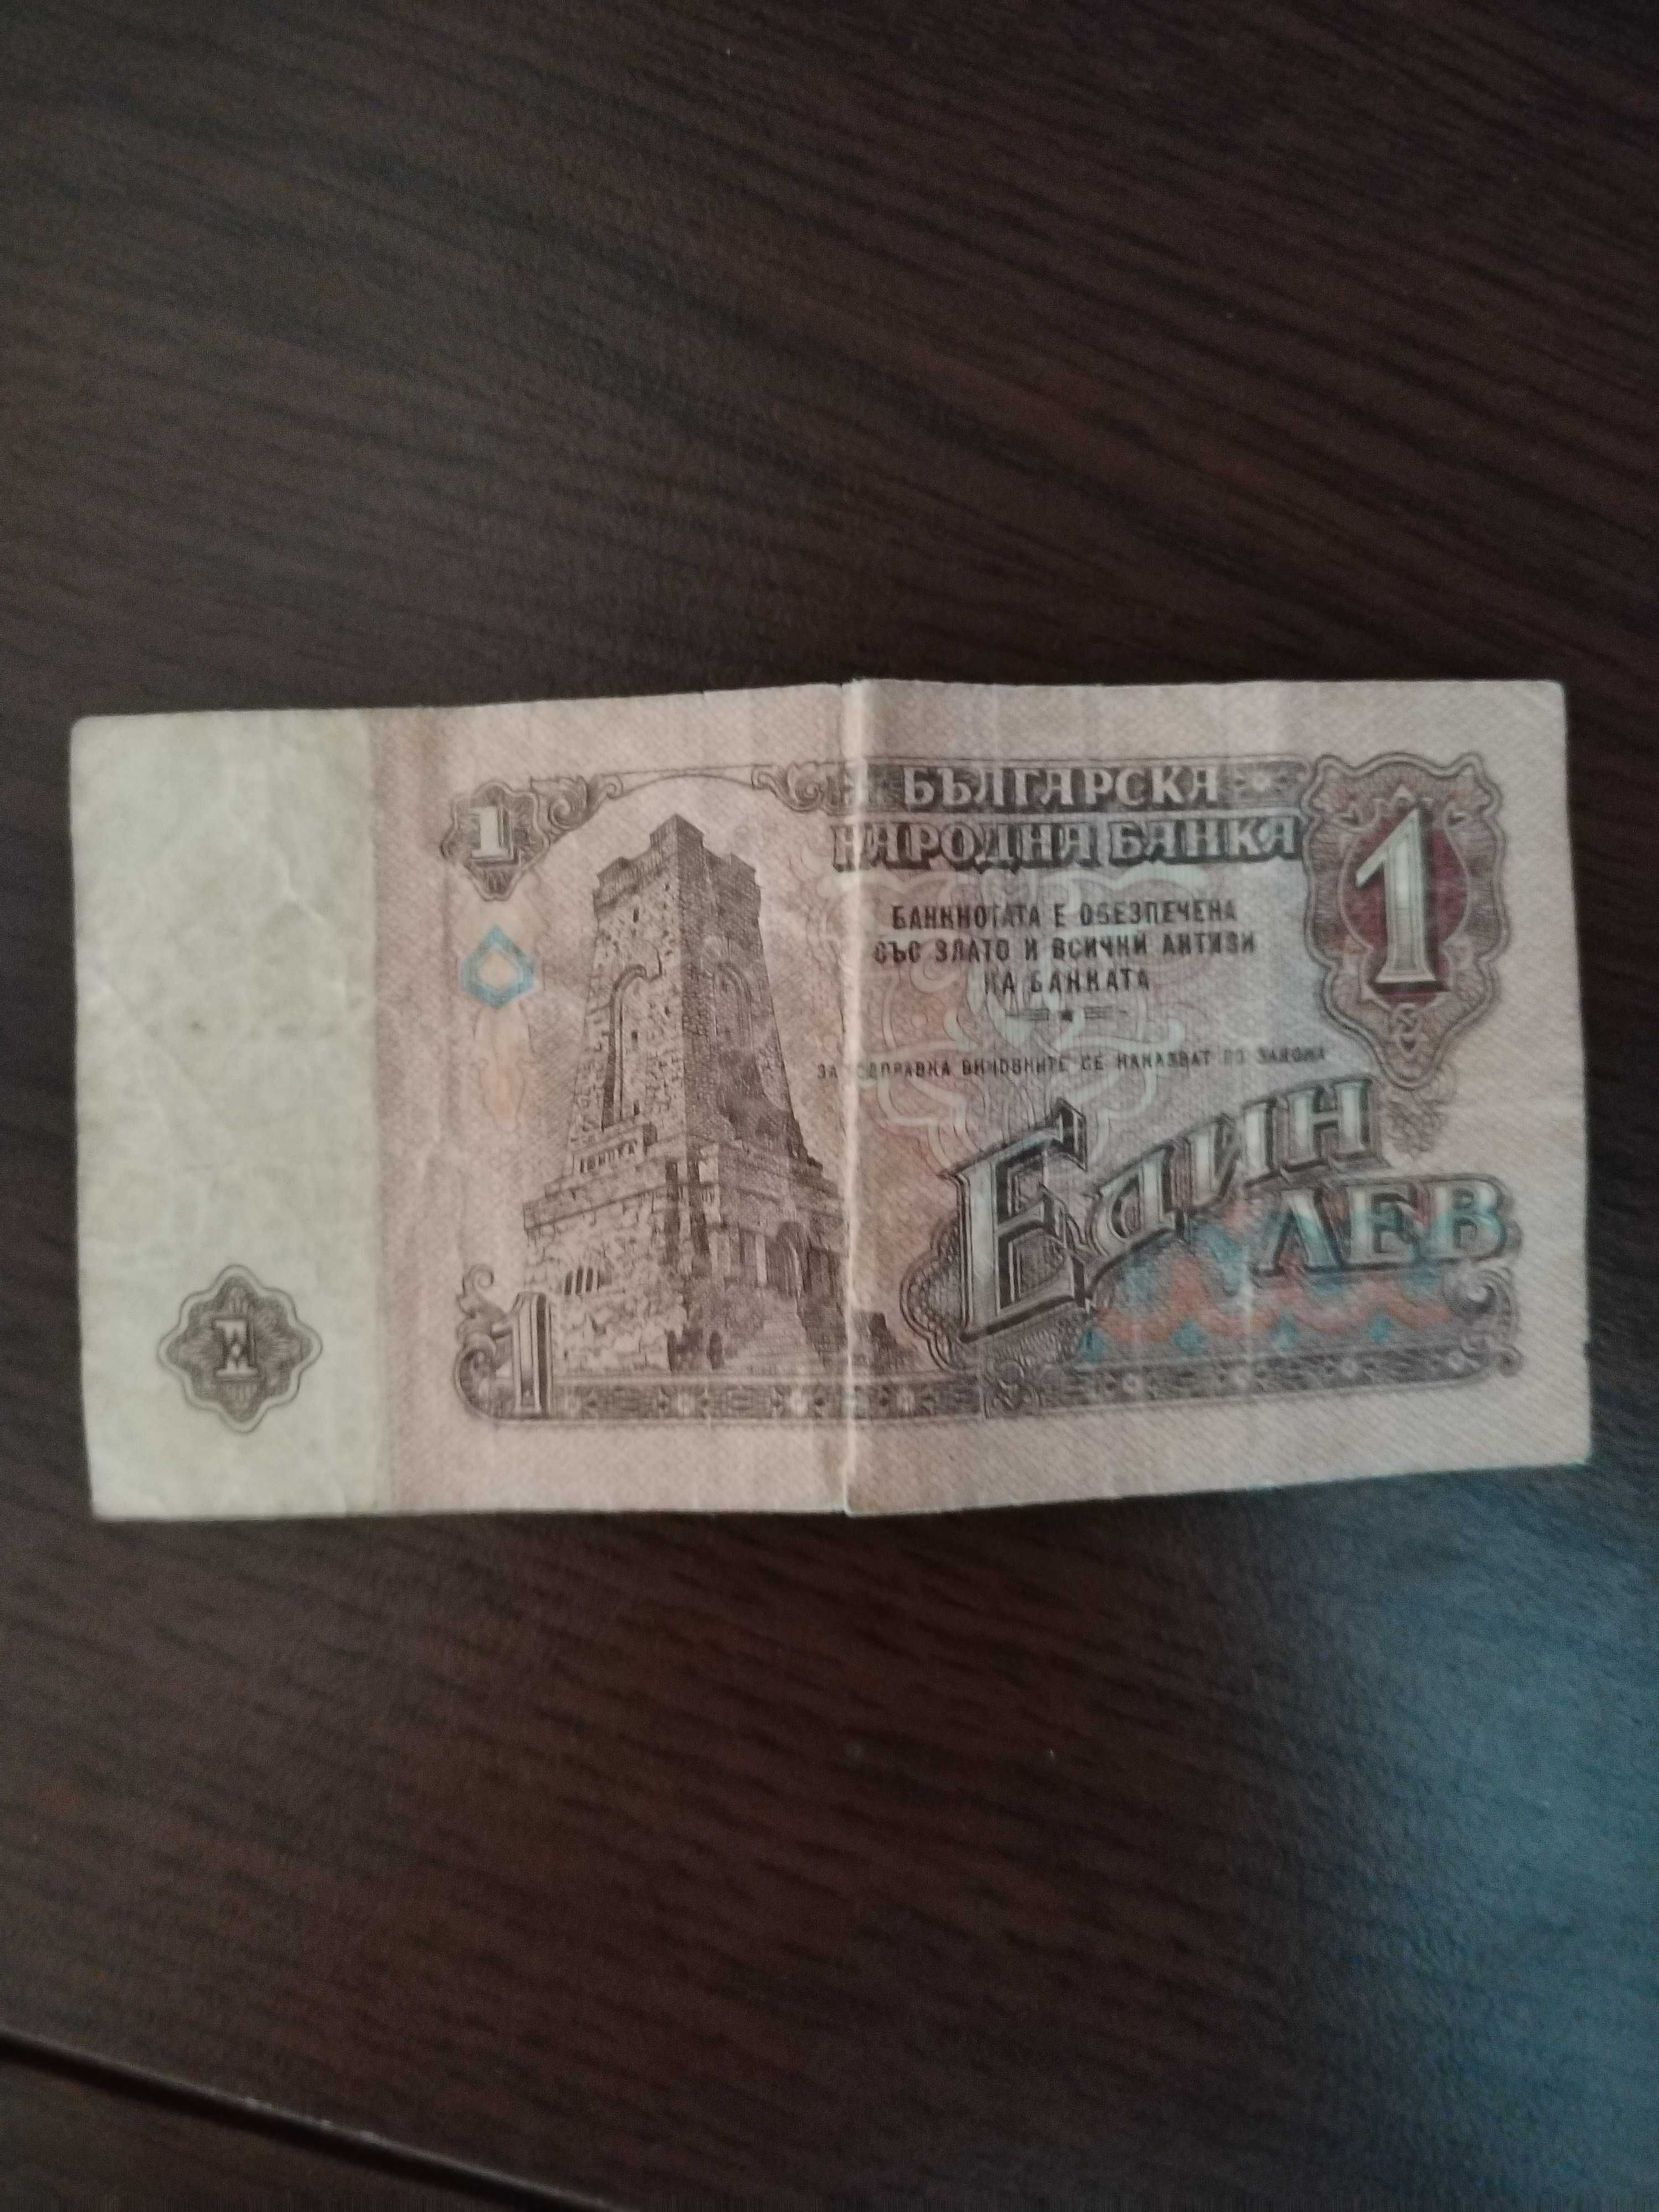 1
БЪЛГАРСКА
НАРОДНА БАНКА
1
БАНКНОТАТА Е ОБЕЗПЕЧЕНА
СЪС ЗЛАТО И ВСИЧКИ АКТИВИ
НА БАНКАТА
ЗА ПОДПРАВКА ВИНОВНИТЕ СЕ НАКАЗВАТ ПО ЗАКОНА
ЕДИН
ЛЕВ
ШИПКА
1